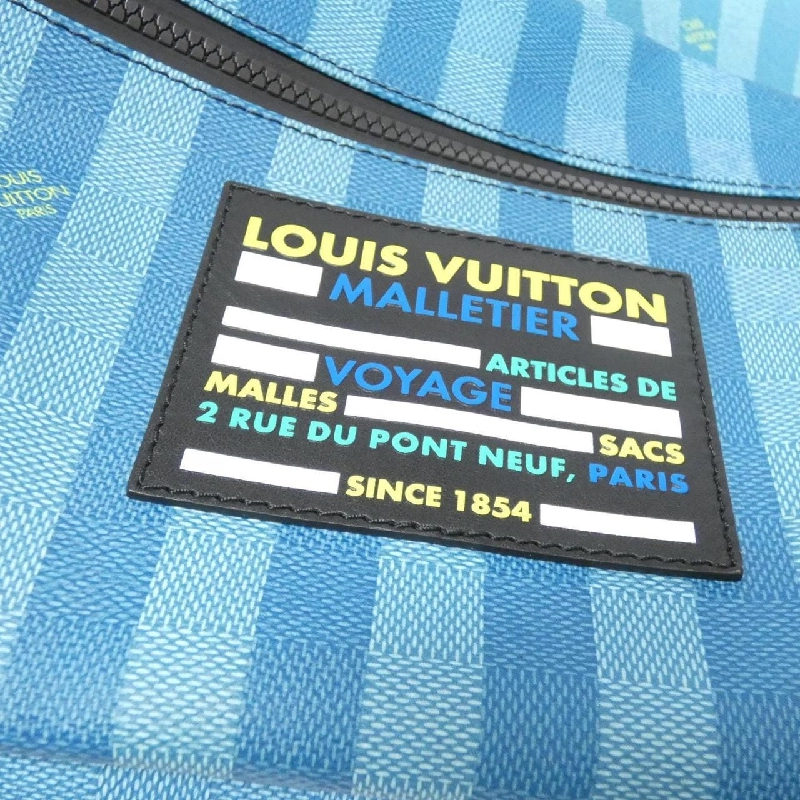 LOUIS VUITTON
MALLETIER
ARTICLES DE
VOYAGE
MALLES SACS
2 RUE DU PONT NEUF, PARIS
SINCE 1854
LOUIS
VUITTON
PARIS